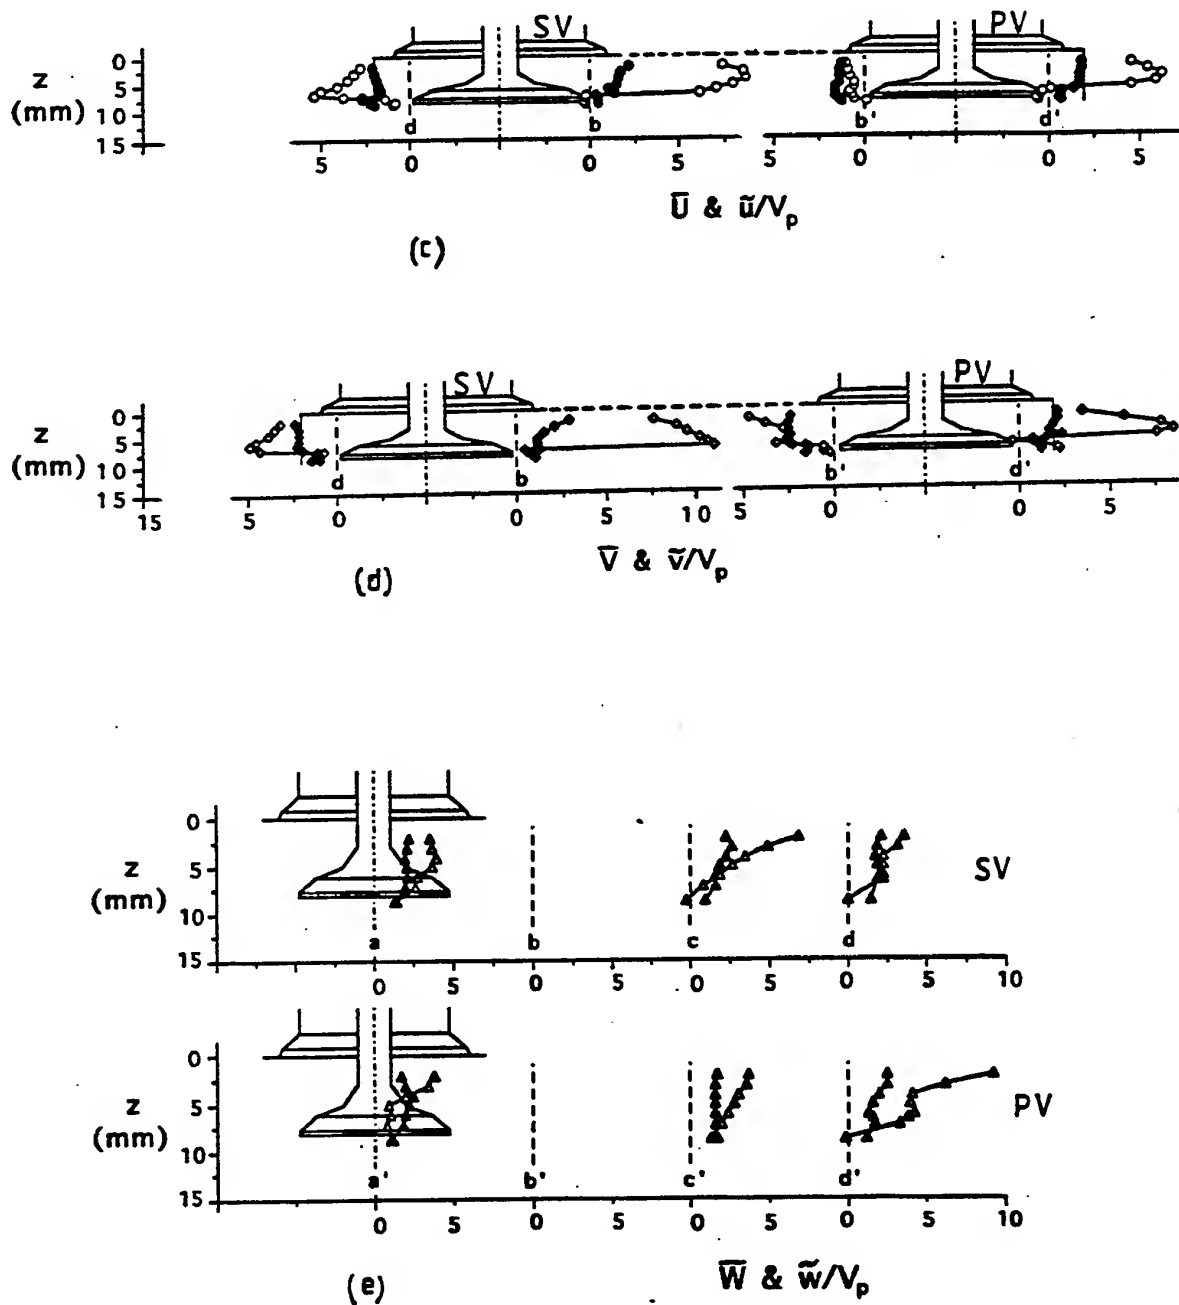 SV PV
z
(mm)
0
5
10
15
d b b' d'
5 0 0 5 5 0 0 5
U̅ & ũ/Vp
(c)
SV PV
z
(mm)
0
5
10
15
d b b' d'
15 5 0 0 5 10 5 0 0 5
V̅ & ṽ/Vp
(d)
z
(mm)
0
5
10
15
SV
a b c d
0 5 0 5 0 5 0 5 10
z
(mm)
0
5
10
15
PV
a' b' c' d'
0 5 0 5 0 5 0 5 10
(e)
W̅ & w̃/Vp